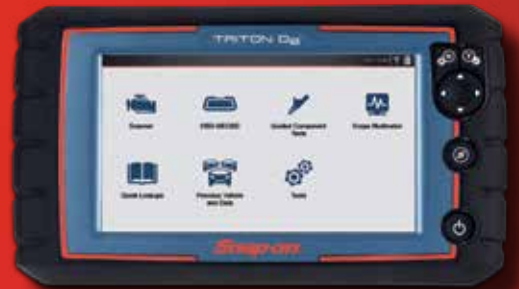 TRITON D8
Scanner
OBD-II/EOBD
Guided Component
Tests
Scope Multimeter
Quick Lookups
Previous Vehicle
and Data
Tools
Snap-on